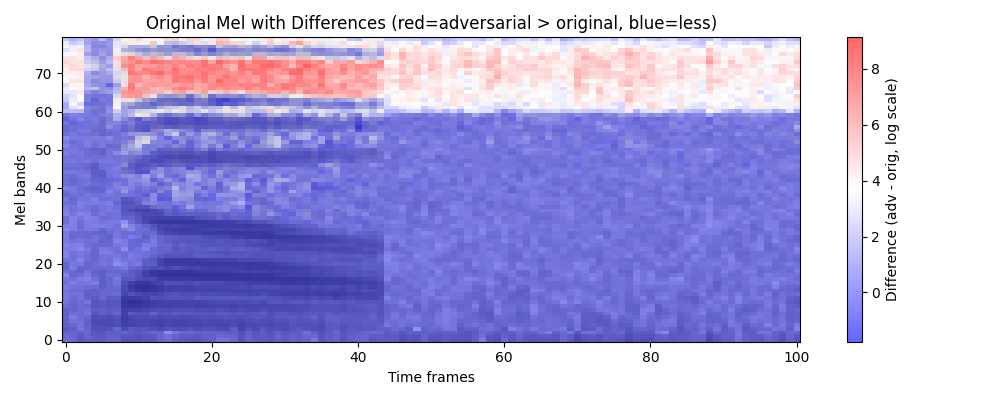 Original Mel with Differences (red=adversarial > original, blue=less)
70
60
50
40
30
20
10
0
Mel bands
0 20 40 60 80 100
Time frames
8
6
4
2
0
Difference (adv - orig, log scale)